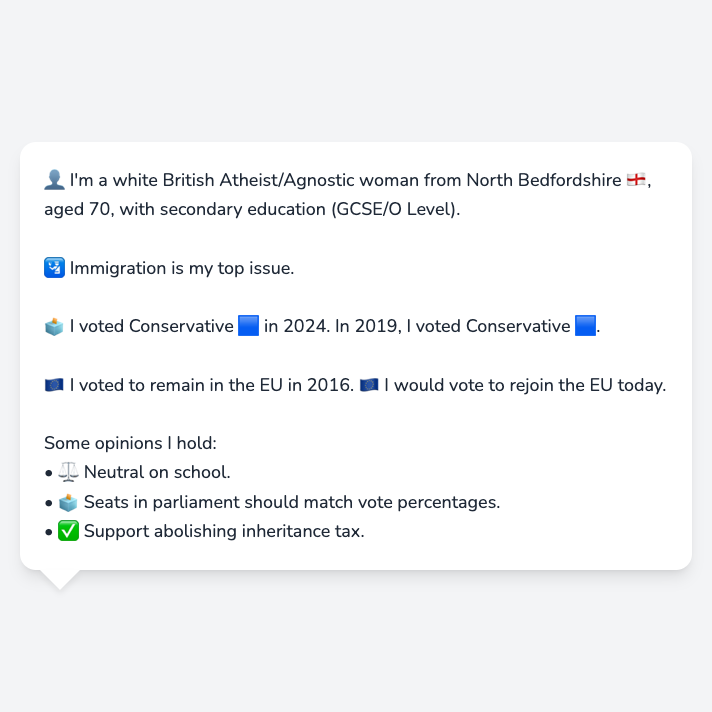 👤 I'm a white British Atheist/Agnostic woman from North Bedfordshire 🏴󠁧󠁢󠁥󠁮󠁧󠁿,
aged 70, with secondary education (GCSE/O Level).
🛂 Immigration is my top issue.
🗳️ I voted Conservative 🟦 in 2024. In 2019, I voted Conservative 🟦.
🇪🇺 I voted to remain in the EU in 2016. 🇪🇺 I would vote to rejoin the EU today.
Some opinions I hold:
• ⚖️ Neutral on school.
• 🗳️ Seats in parliament should match vote percentages.
• ✅ Support abolishing inheritance tax.